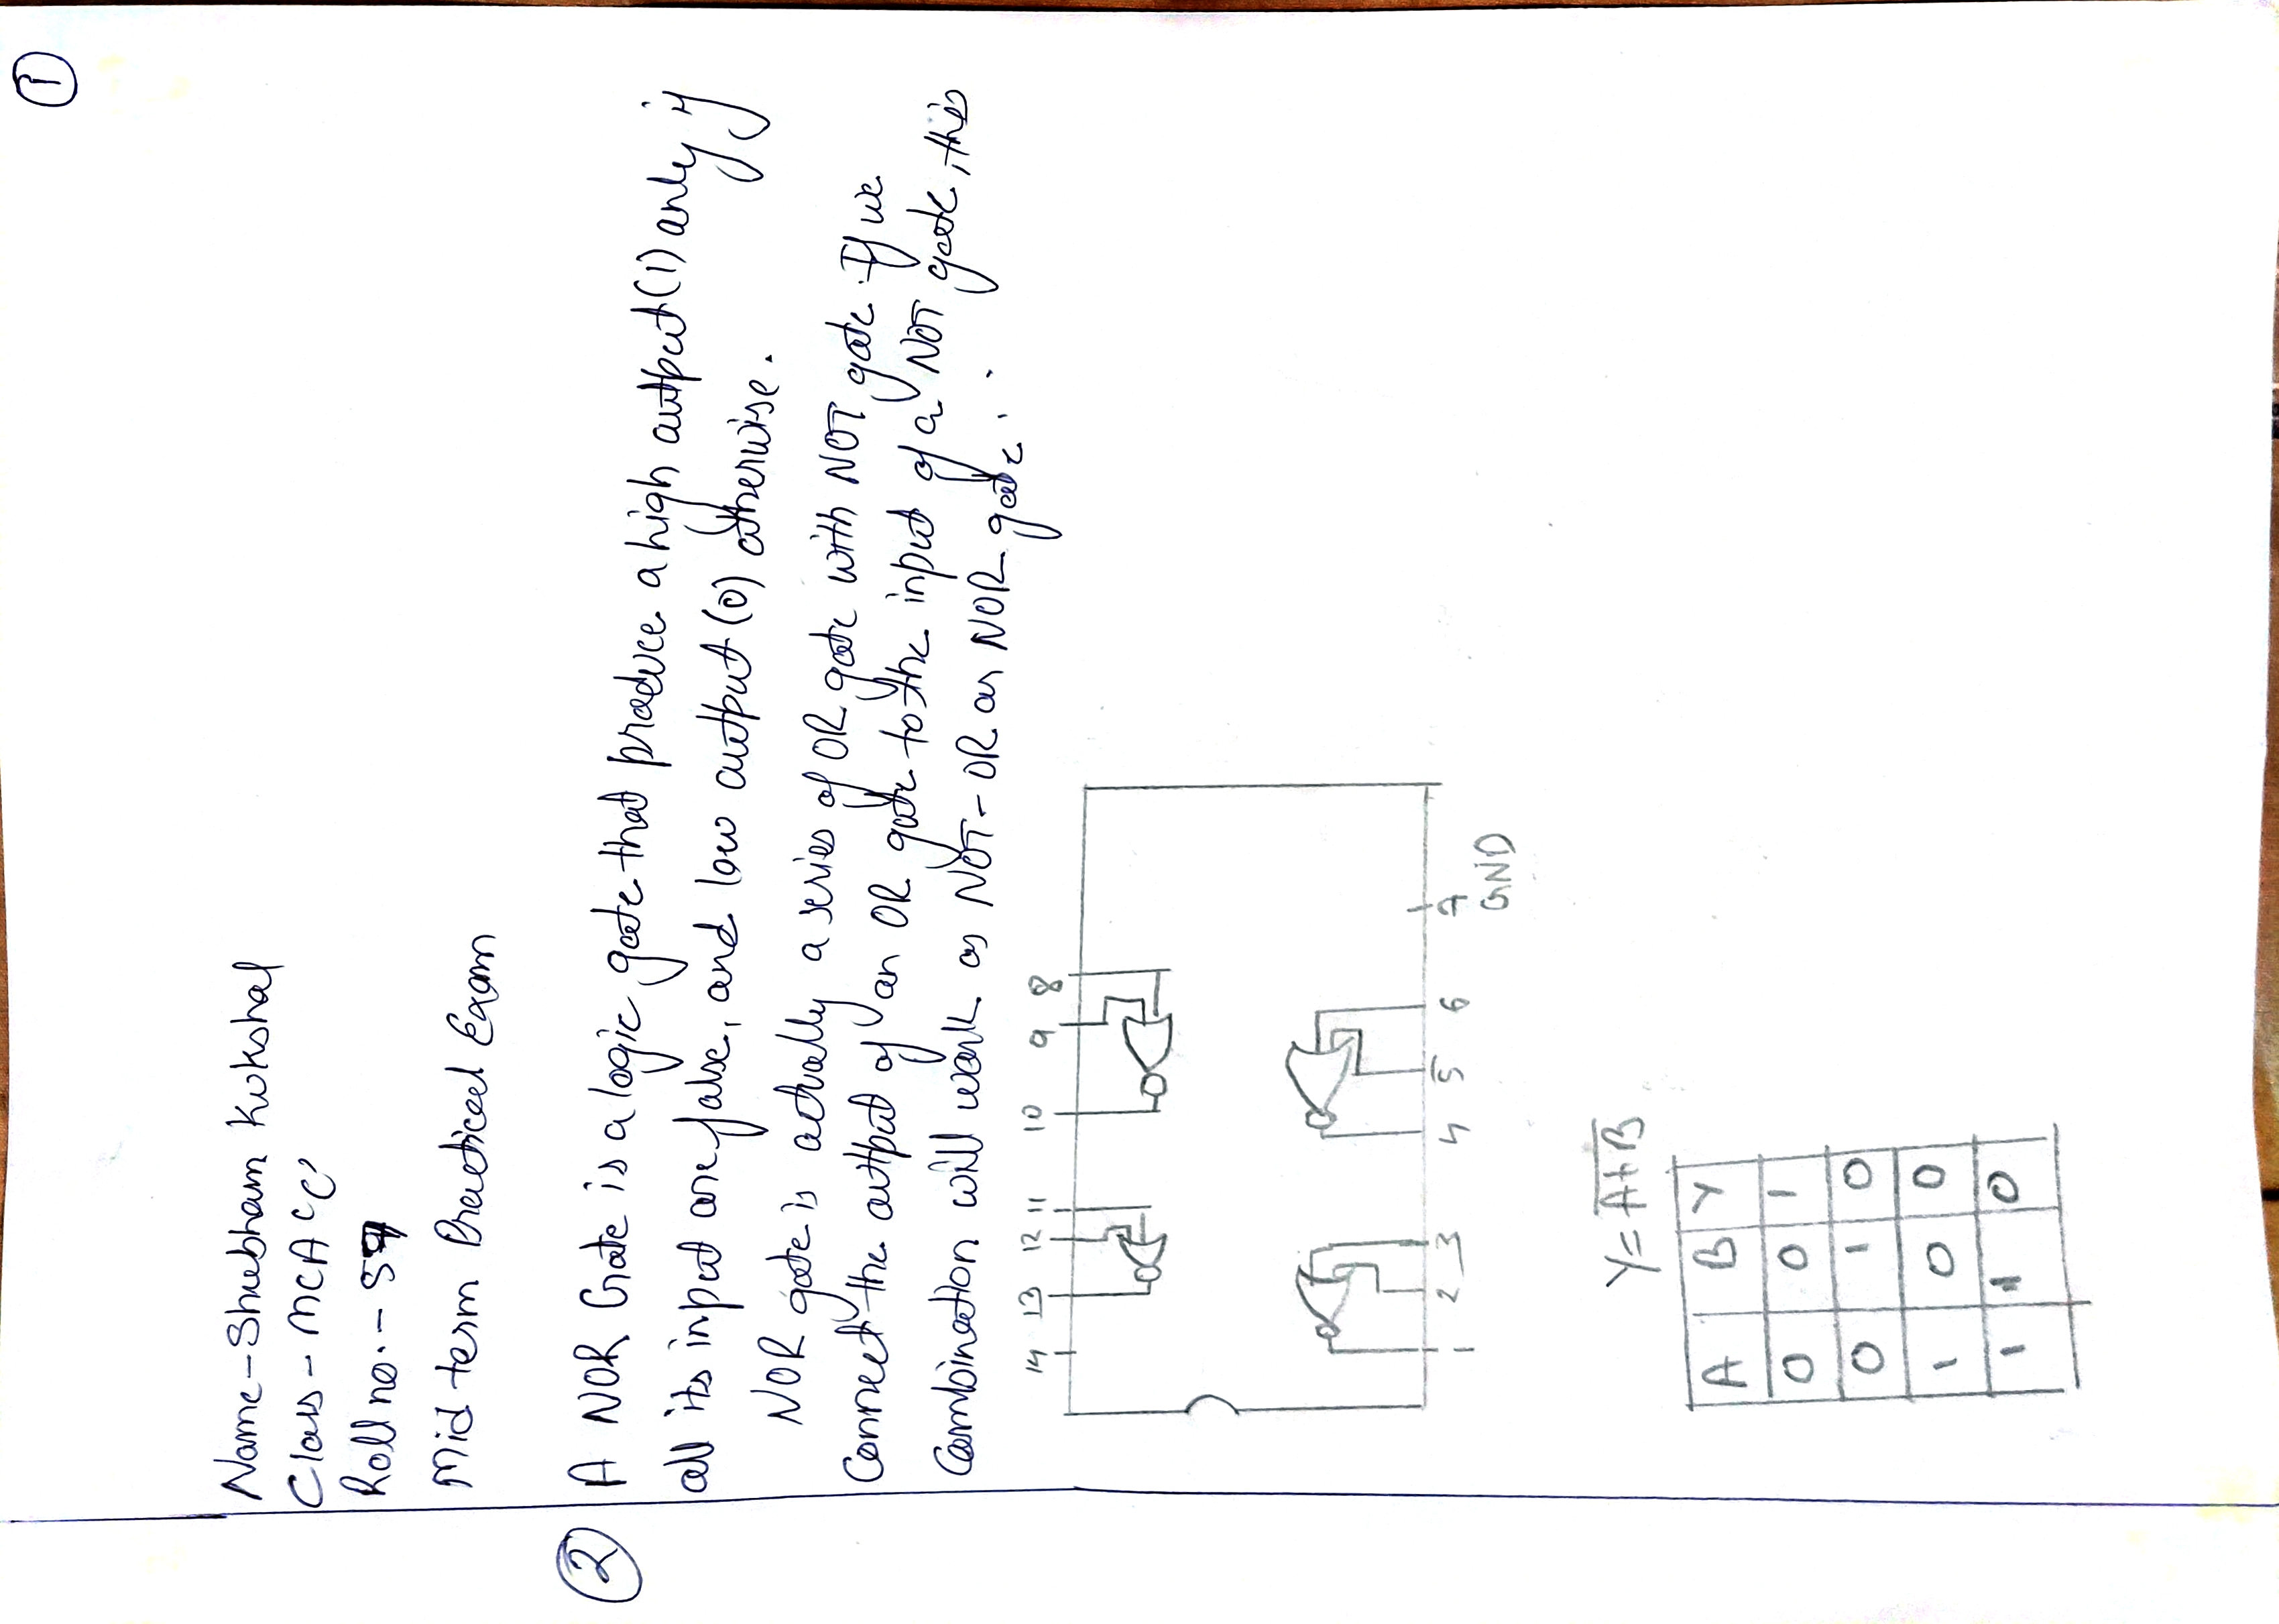 1
Name - Shubham Kukshal
Class - MCA 'C'
Roll no. - 59
Mid term Practical Exam
2 A NOR Gate is a logic gate that produce a high output (1) only if
all its input are false, and low output (0) otherwise.
NOR gate is actually a series of OR gate with NOT gate. If we
connect the output of an OR gate to the input of a NOT gate, this
combination will work as NOT-OR or NOR gate.
14 13 12 11 10 9 8
1 2 3 4 5 6 7
GND
Y = A+B
A B Y
0 0 1
0 1 0
1 0 0
1 1 0